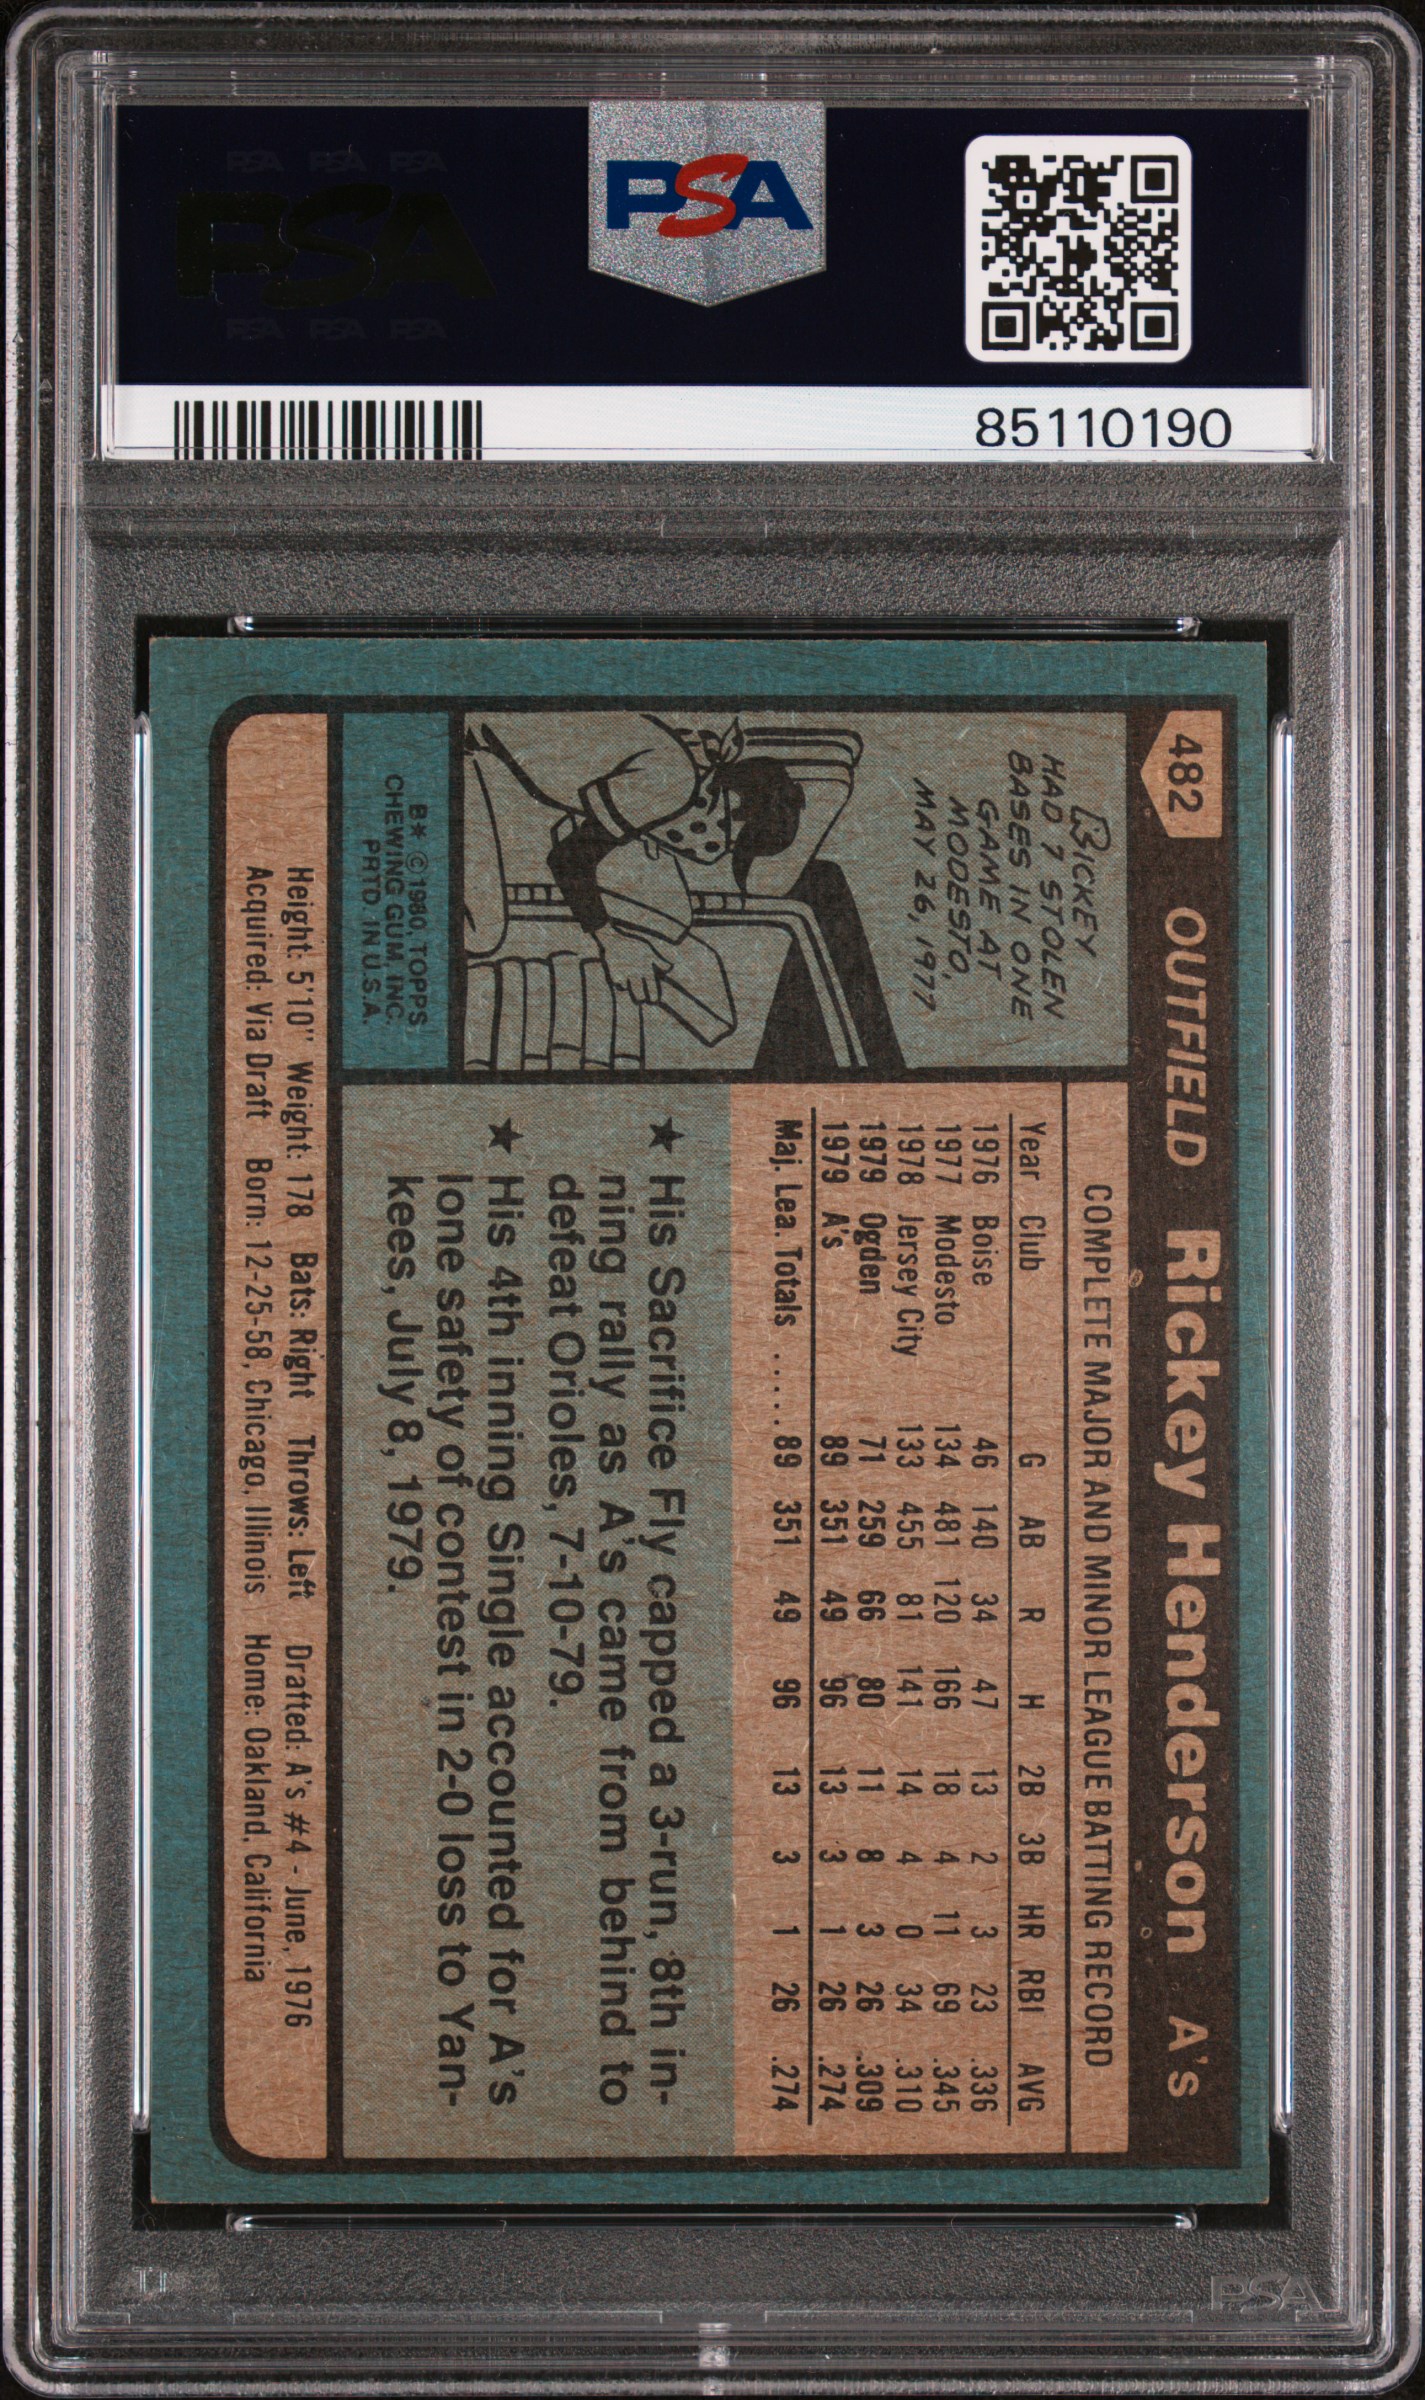 PSA PSA PSA
PSA
PSA PSA PSA
PSA
85110190
482 OUTFIELD Rickey Henderson A's
RICKEY
HAD 7 STOLEN
BASES IN ONE
GAME AT
MODESTO,
MAY 26, 1977
B* © 1980, TOPPS
CHEWING GUM, INC.
PRTD. IN U.S.A.
COMPLETE MAJOR AND MINOR LEAGUE BATTING RECORD
Year Club G AB R H 2B 3B HR RBI AVG
1976 Boise 46 140 34 47 13 2 3 23 .336
1977 Modesto 134 481 120 166 18 4 11 69 .345
1978 Jersey City 133 455 81 141 14 4 0 34 .310
1979 Ogden 71 259 66 80 11 8 3 26 .309
1979 A's 89 351 49 96 13 3 1 26 .274
Maj. Lea. Totals ...... 89 351 49 96 13 3 1 26 .274
★ His Sacrifice Fly capped a 3-run, 8th in-
ning rally as A's came from behind to
defeat Orioles, 7-10-79.
★ His 4th inning Single accounted for A's
lone safety of contest in 2-0 loss to Yan-
kees, July 8, 1979.
Height: 5'10" Weight: 178 Bats: Right Throws: Left Drafted: A's #4 - June, 1976
Acquired: Via Draft Born: 12-25-58, Chicago, Illinois Home: Oakland, California
PSA